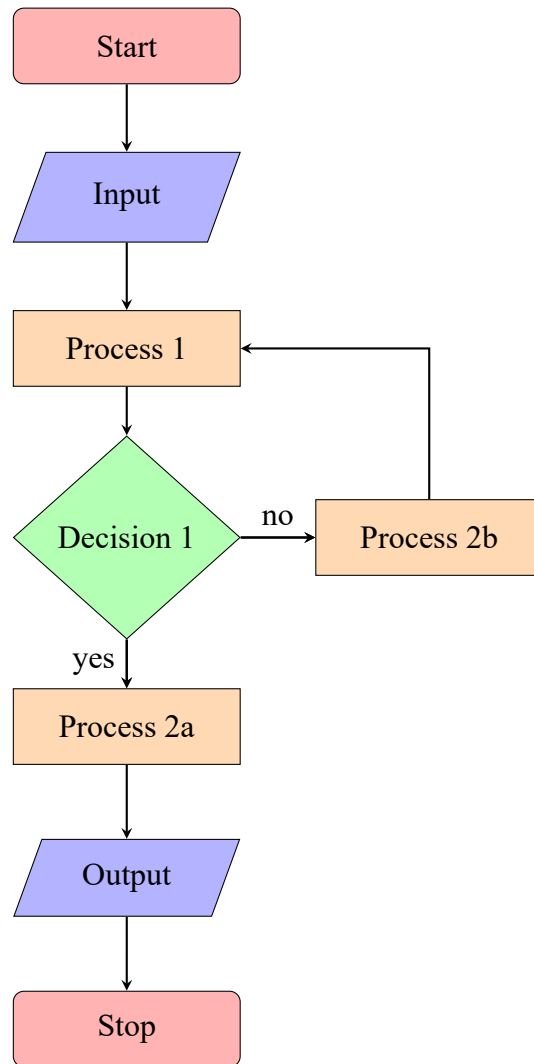 Start
Input
Process 1
Decision 1
no
Process 2b
yes
Process 2a
Output
Stop